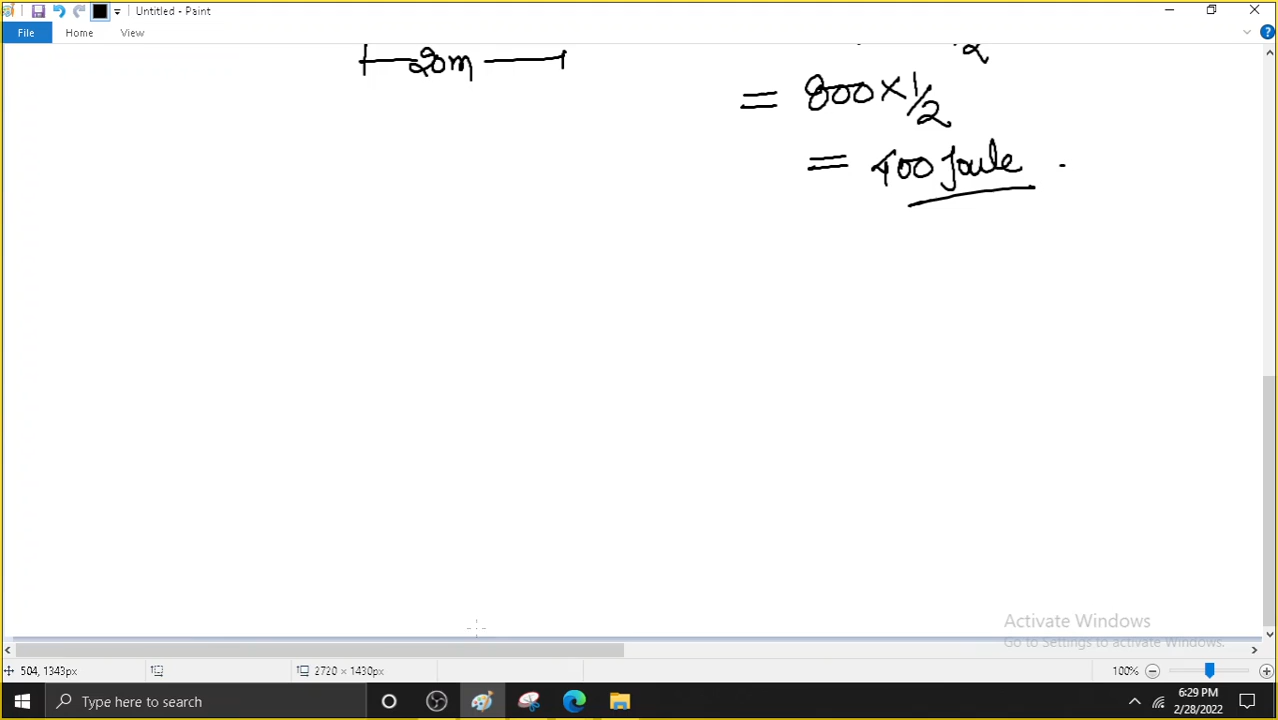 Untitled - Paint
File Home View
20m
2
= 800 × 1/2
= 400 joule
Activate Windows
Go to Settings to activate Windows.
504, 1343px
2720 × 1430px
100%
Type here to search
6:29 PM
2/28/2022